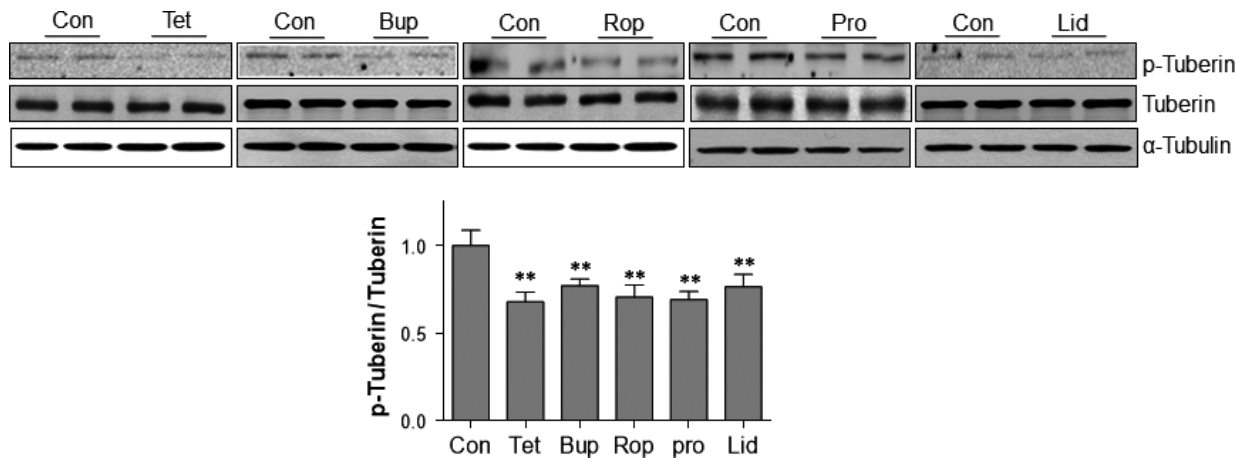 Con Tet Con Bup Con Rop Con Pro Con Lid
p-Tuberin
Tuberin
α-Tubulin
p-Tuberin/Tuberin
1.0
0.5
0.0
** ** ** ** **
Con Tet Bup Rop pro Lid